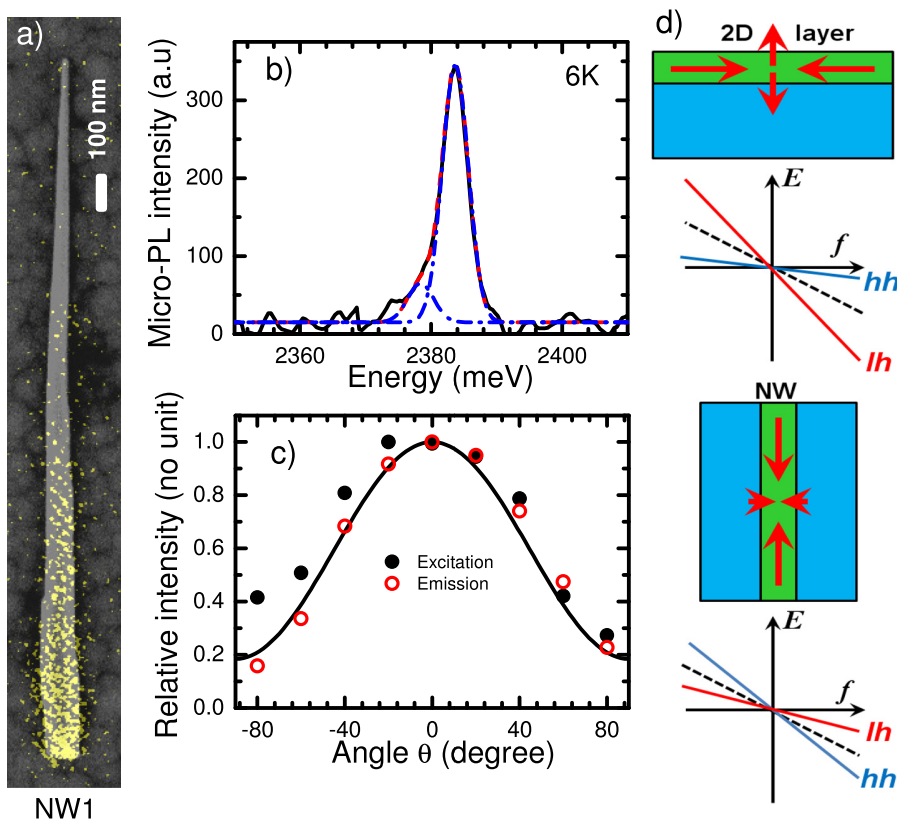 a)
100 nm
NW1
b)
6K
Micro-PL intensity (a.u)
350
300
200
100
50
0
2360
2380
2400
Energy (meV)
c)
Relative intensity (no unit)
1.0
0.8
0.6
0.4
0.2
0.0
Excitation
Emission
-80
-40
0
40
80
Angle θ (degree)
d)
2D layer
E
f
hh
lh
NW
E
f
lh
hh